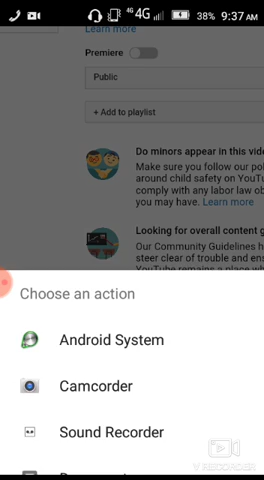 4G 4G 38% 9:37 AM
Learn more
Premiere
Public
+ Add to playlist
Do minors appear in this vide
Make sure you follow our pol
around child safety on YouTu
comply with any labor law ob
you may have. Learn more
Looking for overall content g
Our Community Guidelines h
steer clear of trouble and ens
YouTube remains a place wh
Choose an action
Android System
Camcorder
Sound Recorder
V RECORDER